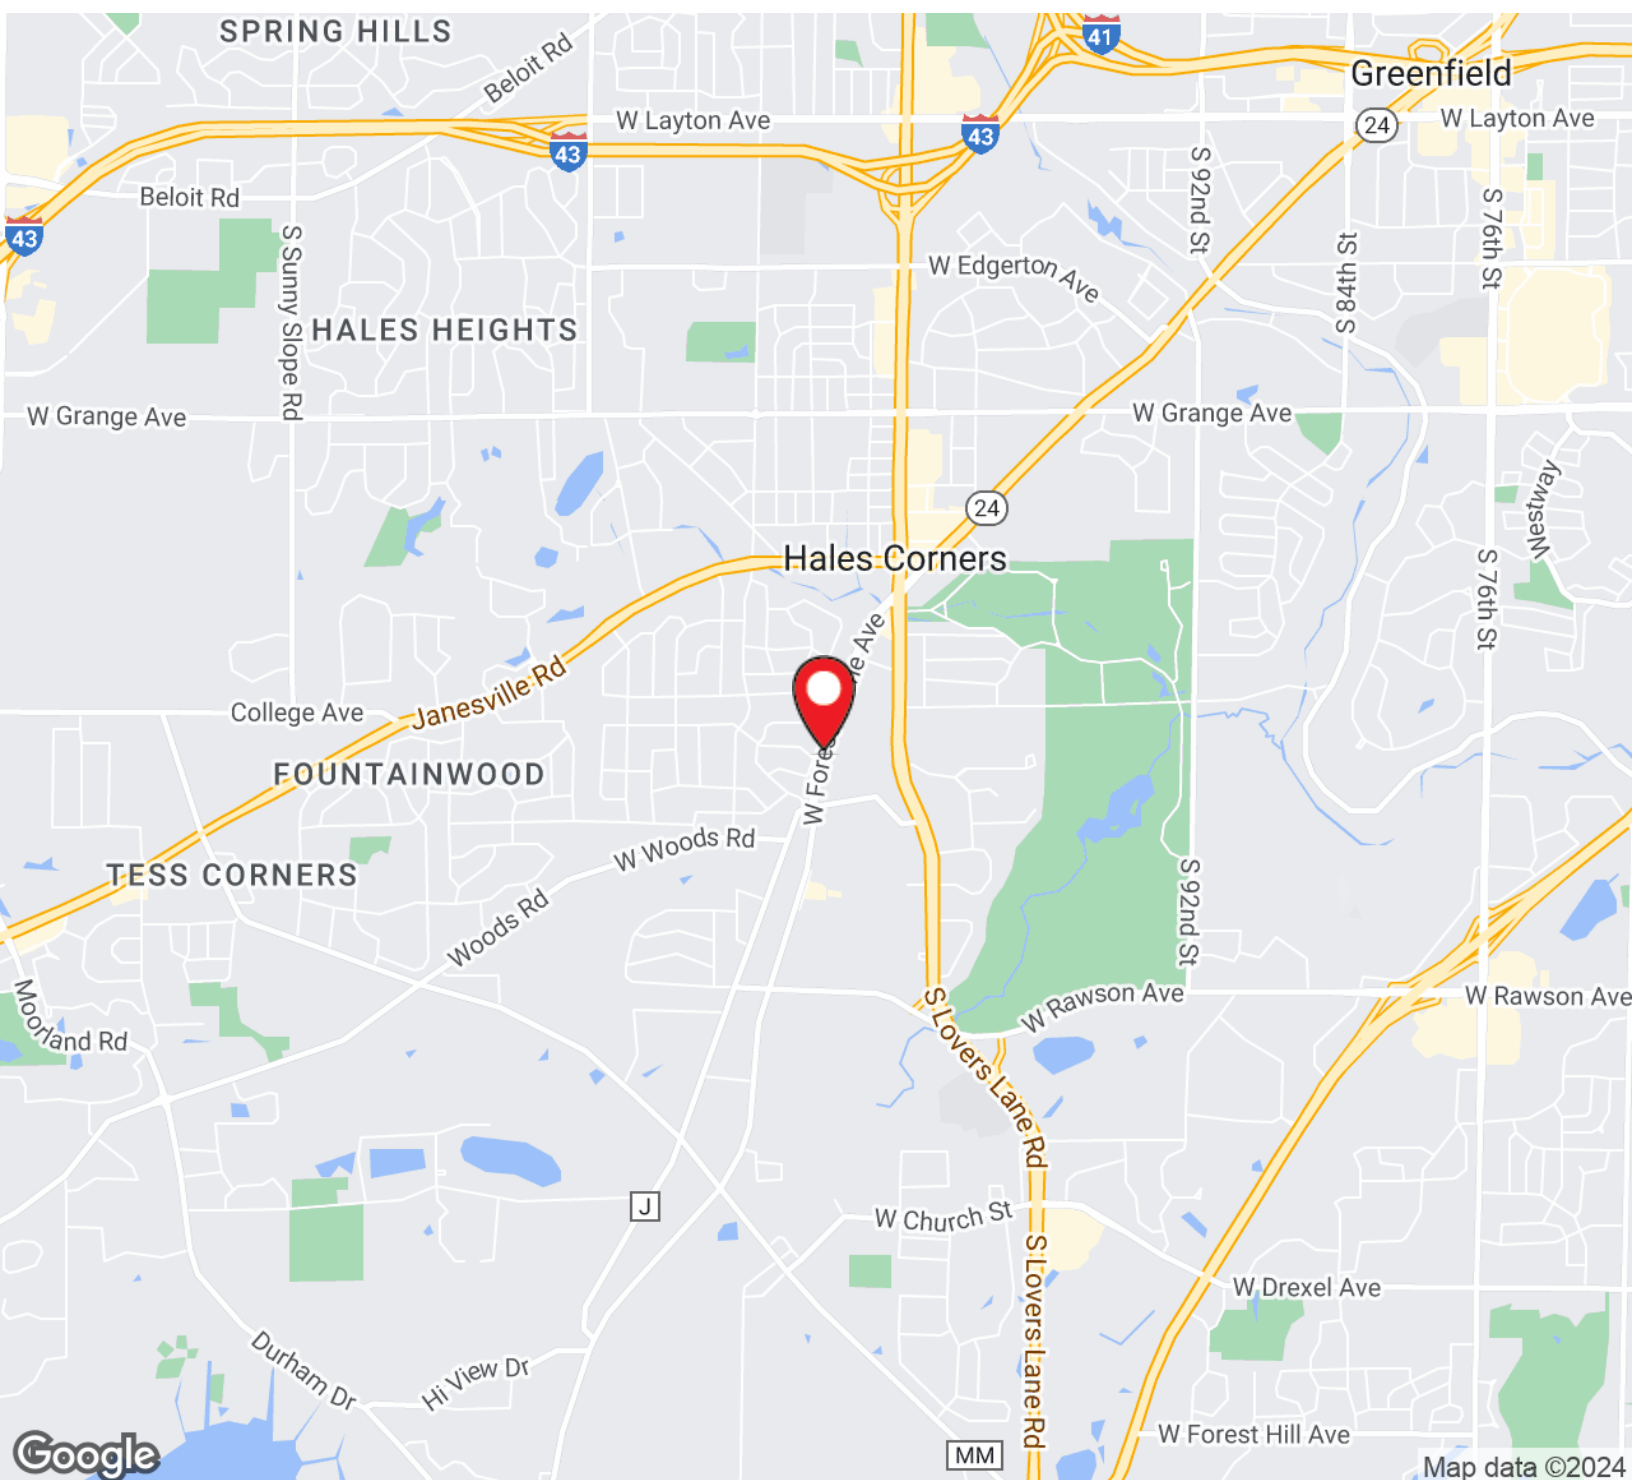 SPRING HILLS
Beloit Rd
41
Greenfield
W Layton Ave
43
24
W Layton Ave
43
Beloit Rd
S 92nd St
S 76th St
43
S Sunny Slope Rd
W Edgerton Ave
S 84th St
HALES HEIGHTS
W Grange Ave
W Grange Ave
Westway
24
Hales Corners
S 76th St
Janesville Rd
College Ave
W Fores
ne Ave
FOUNTAINWOOD
W Woods Rd
TESS CORNERS
S 92nd St
Woods Rd
Moorland Rd
W Rawson Ave
W Rawson Ave
S Lovers Lane Rd
J
W Church St
S Lovers Lane Rd
W Drexel Ave
Durham Dr
Hi View Dr
W Forest Hill Ave
MM
Google
Map data ©2024